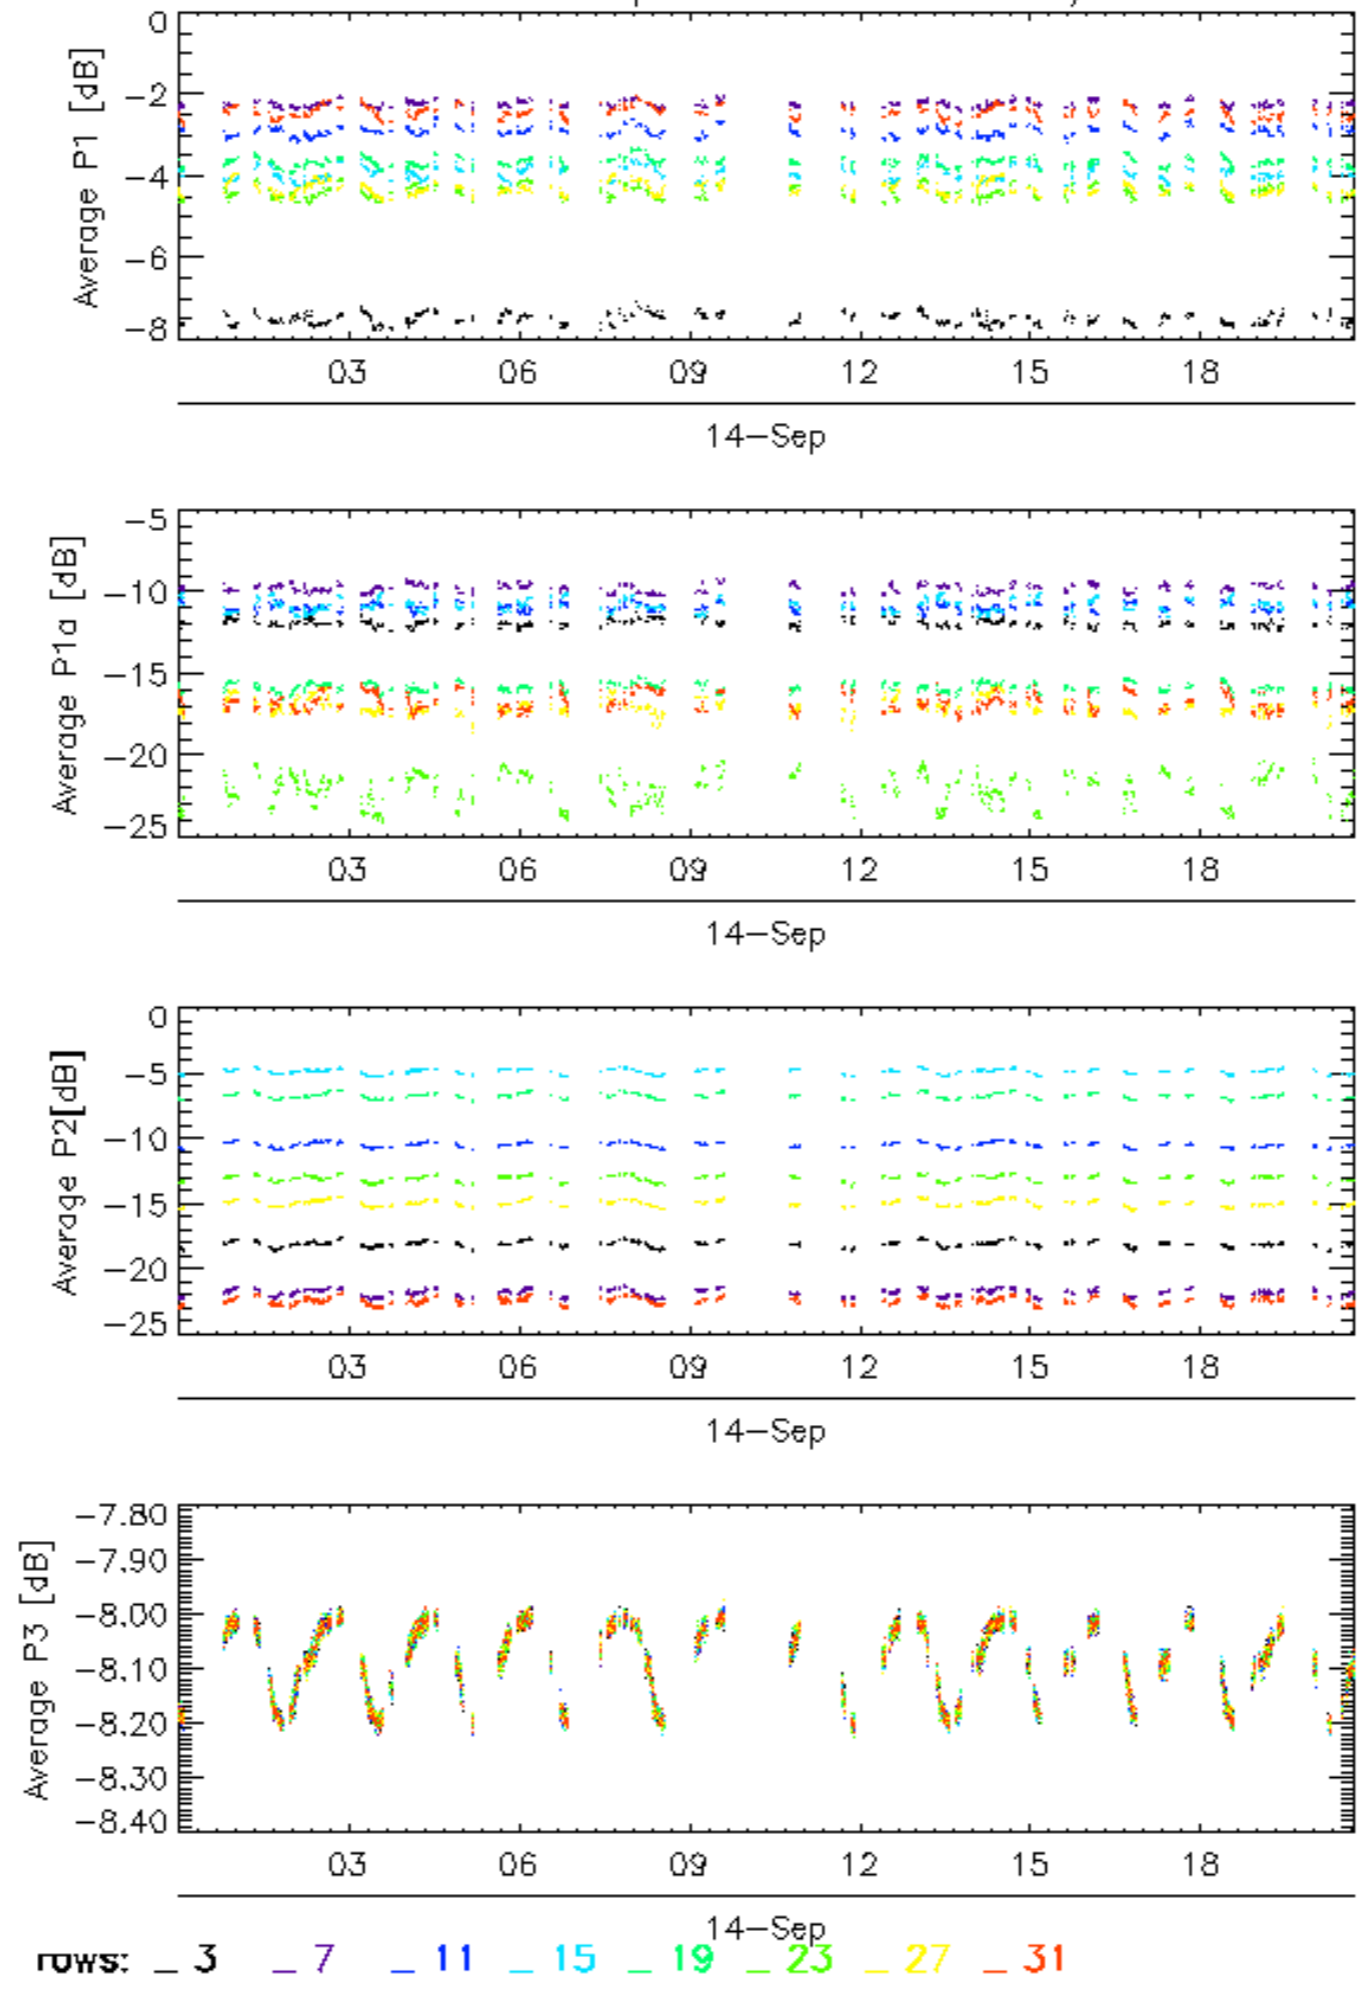 0
−2
−4
−6
−8
Average P1 [dB]
03 06 09 12 15 18
14−Sep
−5
−10
−15
−20
−25
Average P1a [dB]
03 06 09 12 15 18
14−Sep
0
−5
−10
−15
−20
−25
Average P2[dB]
03 06 09 12 15 18
14−Sep
−7.80
−7.90
−8.00
−8.10
−8.20
−8.30
−8.40
Average P3 [dB]
03 06 09 12 15 18
14−Sep
rows: _ 3 _ 7 _ 11 _ 15 _ 19 _ 23 _ 27 _ 31